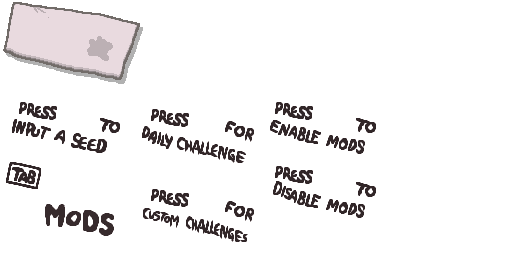 PRESS TO
INPUT A SEED
TAB
MODS
PRESS FOR
DAILY CHALLENGE
PRESS FOR
CUSTOM CHALLENGES
PRESS TO
ENABLE MODS
PRESS TO
DISABLE MODS